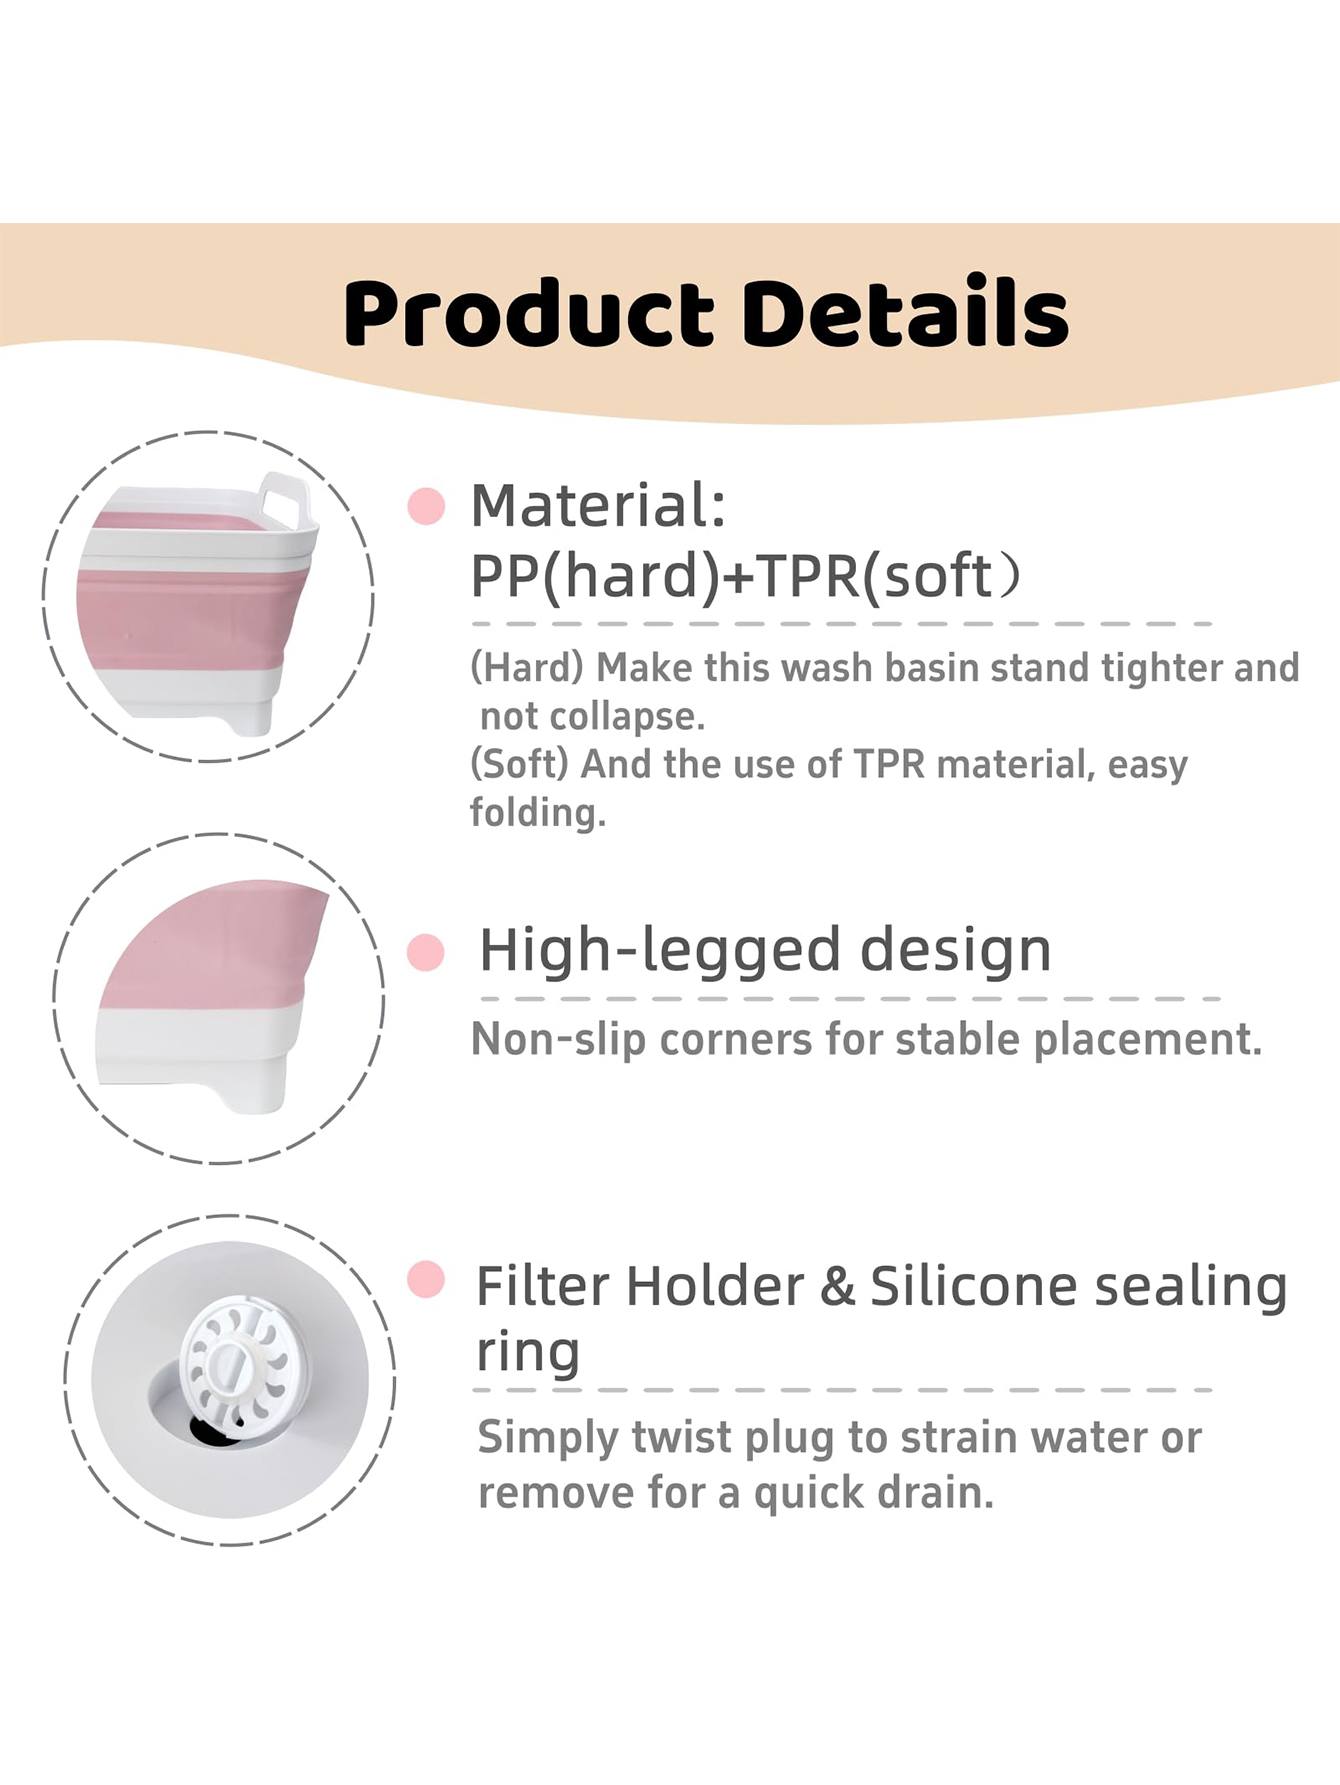 Product Details
Material:
PP(hard)+TPR(soft）
(Hard) Make this wash basin stand tighter and
not collapse.
(Soft) And the use of TPR material, easy
folding.
High-legged design
Non-slip corners for stable placement.
Filter Holder & Silicone sealing
ring
Simply twist plug to strain water or
remove for a quick drain.